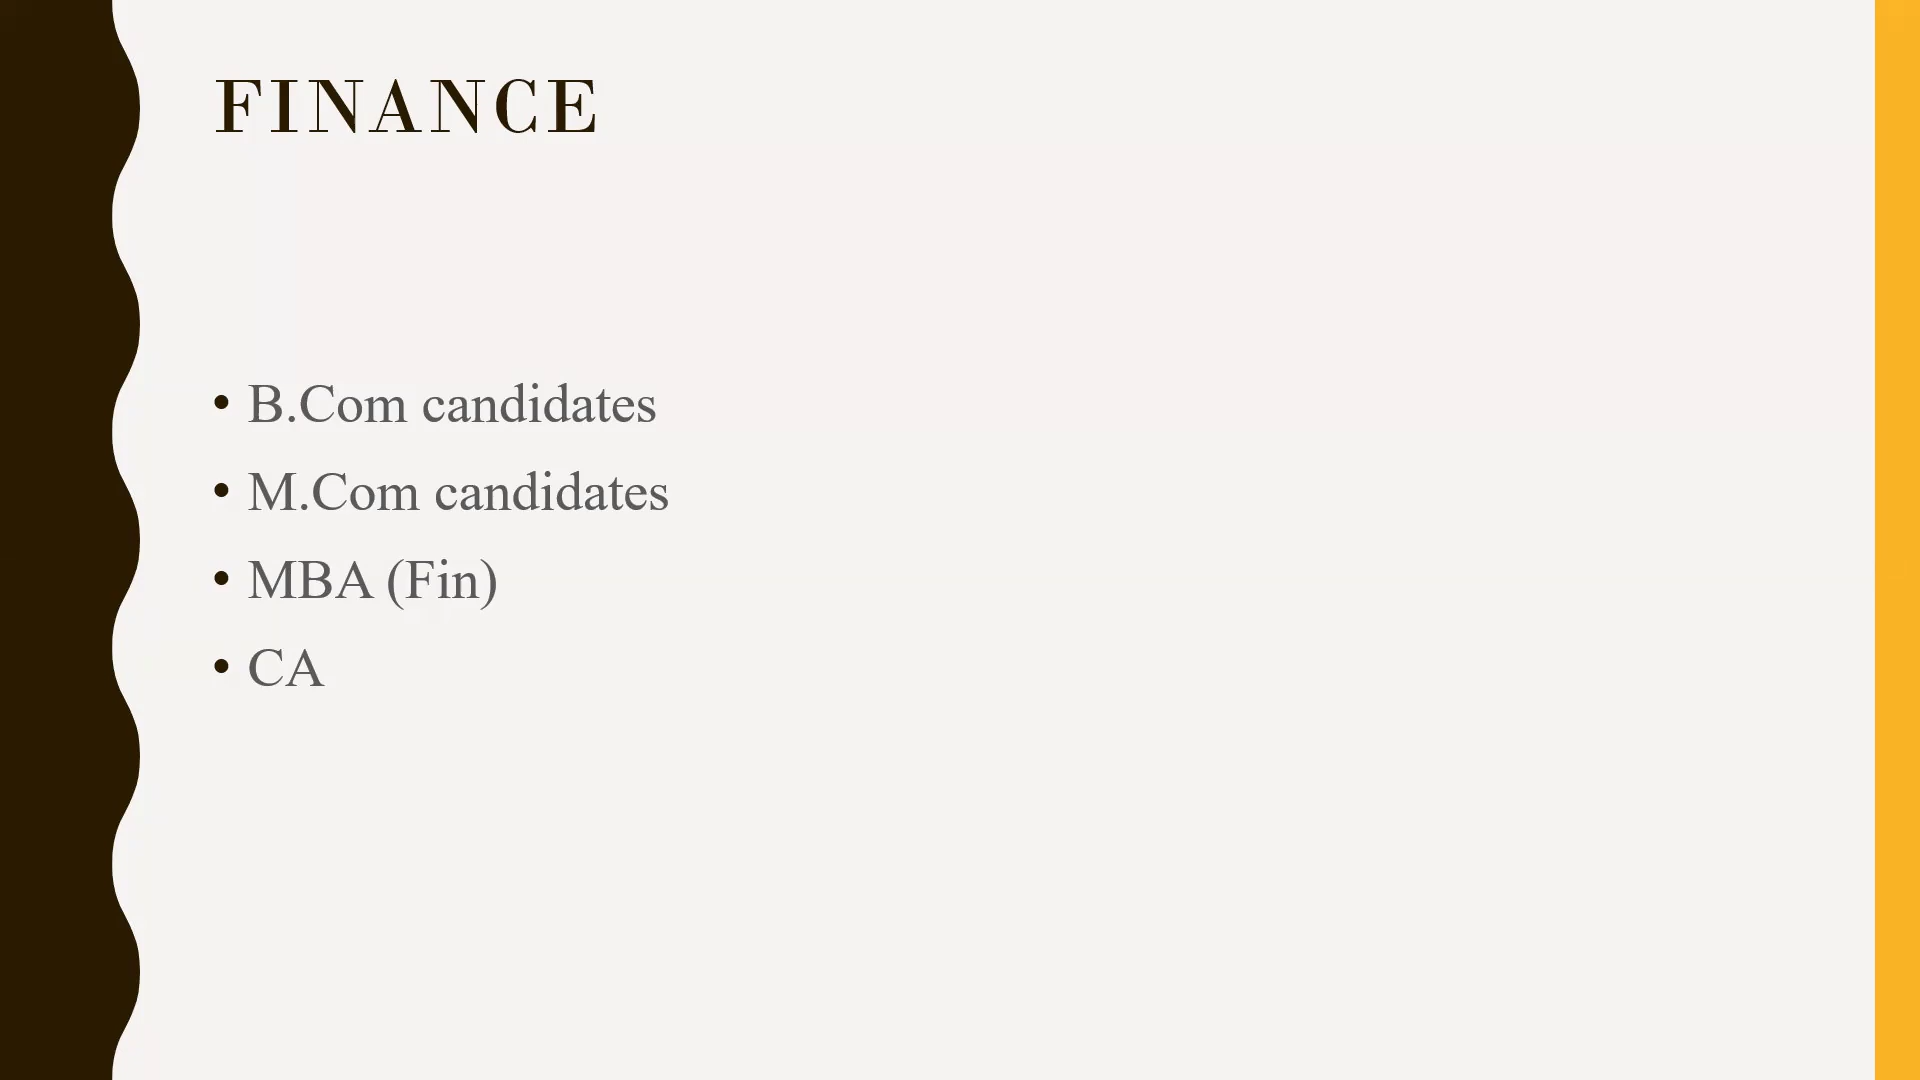 FINANCE
• B.Com candidates
• M.Com candidates
• MBA (Fin)
• CA